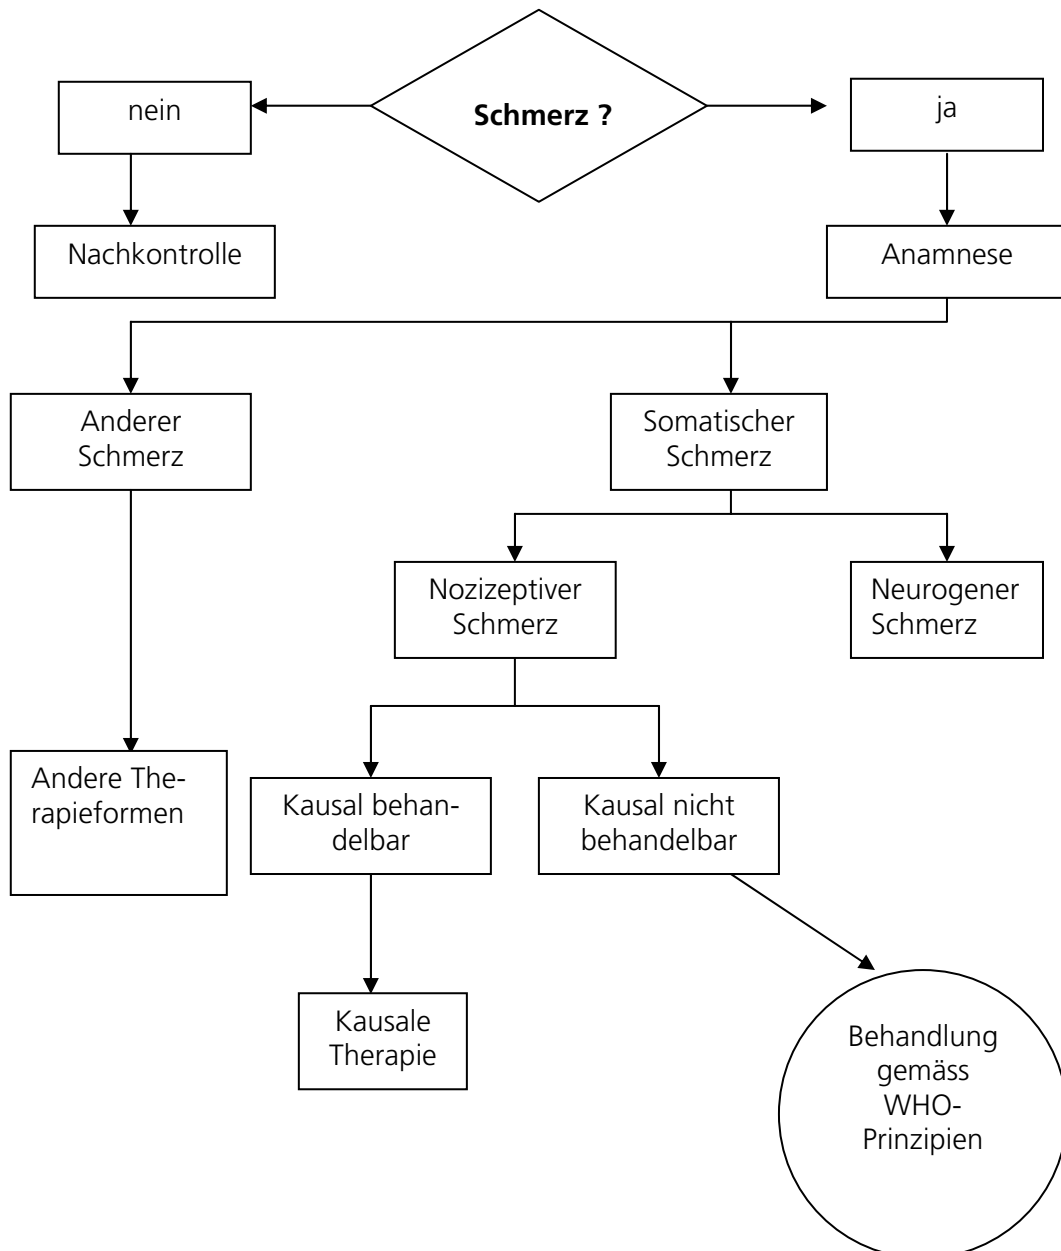 Schmerz ?
nein
ja
Nachkontrolle
Anamnese
Anderer
Schmerz
Somatischer
Schmerz
Nozizeptiver
Schmerz
Neurogener
Schmerz
Andere The-
rapieformen
Kausal behan-
delbar
Kausal nicht
behandelbar
Kausale
Therapie
Behandlung
gemäss
WHO-
Prinzipien